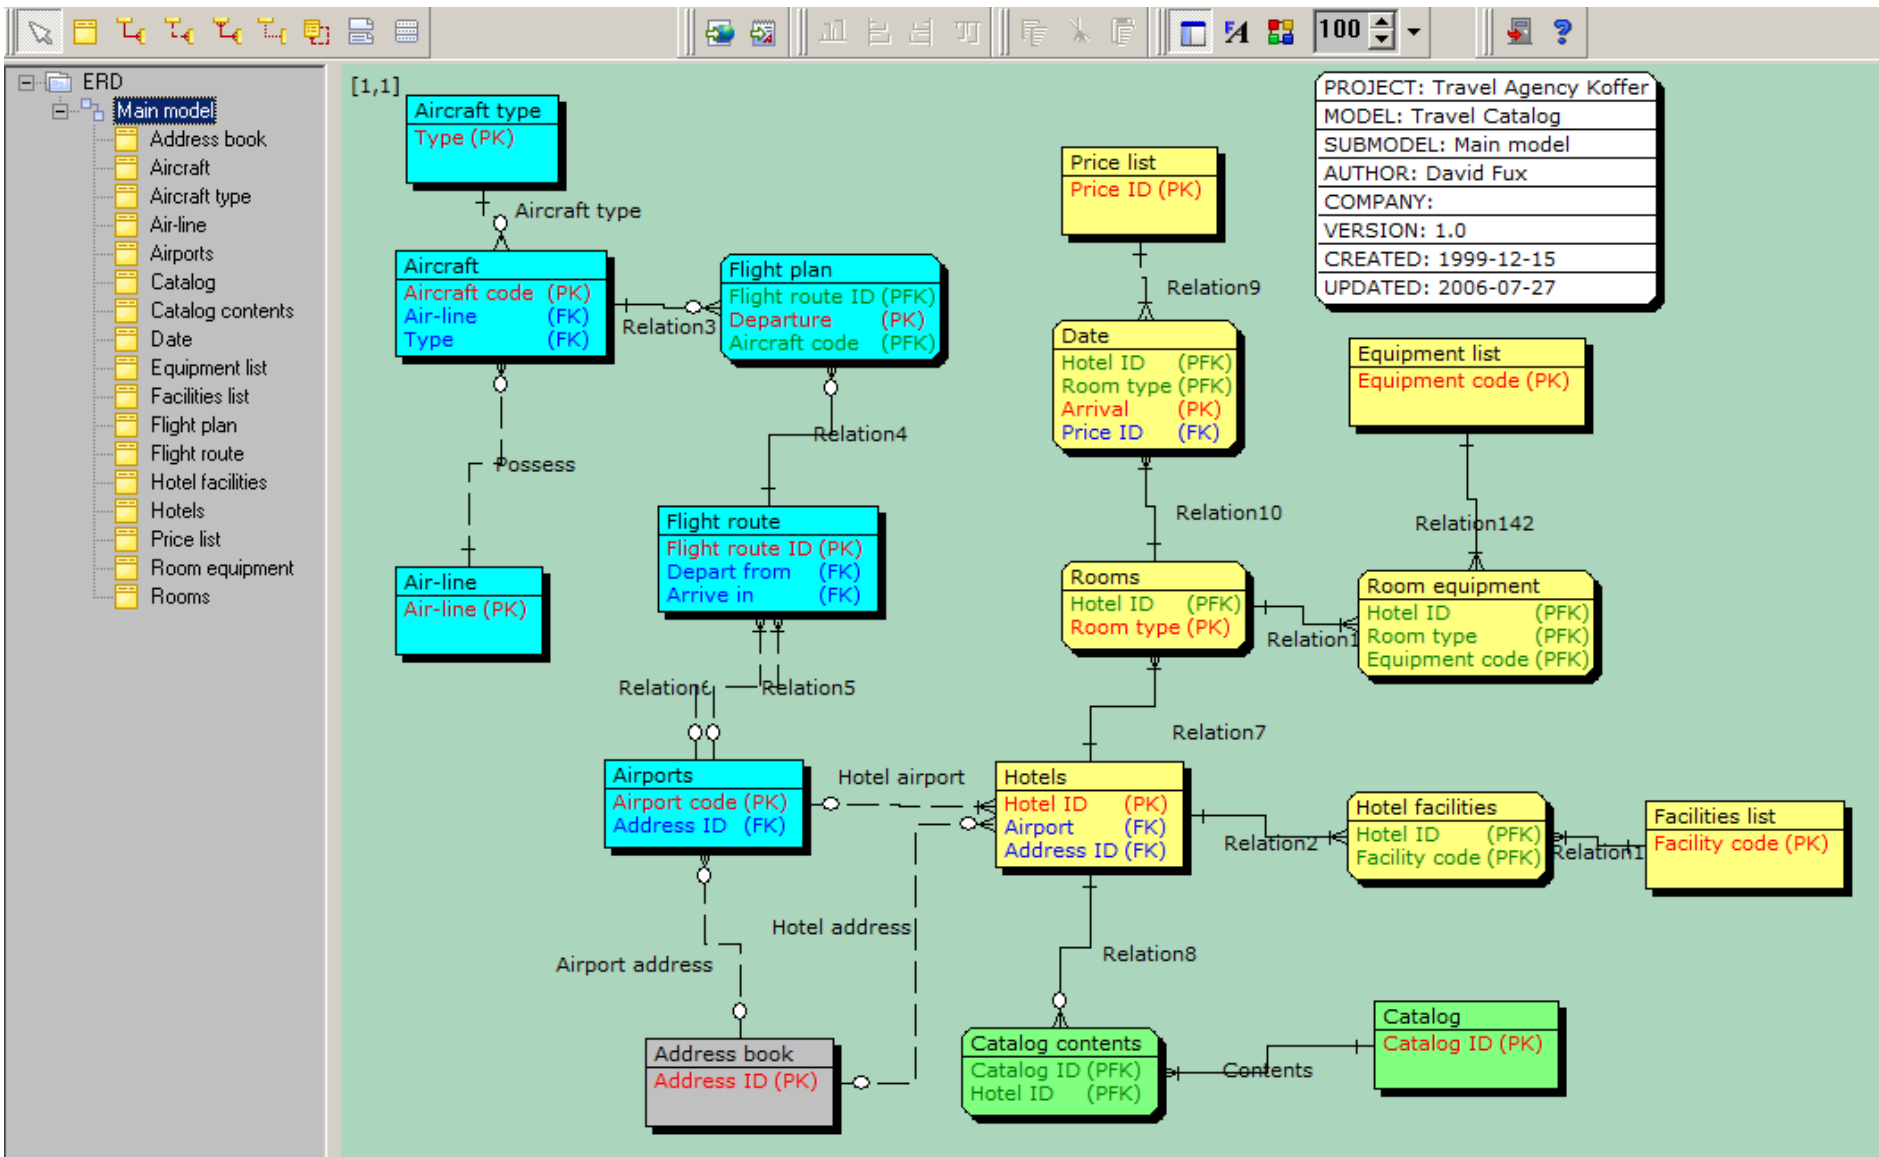 100
ERD
Main model
Address book
Aircraft
Aircraft type
Air-line
Airports
Catalog
Catalog contents
Date
Equipment list
Facilities list
Flight plan
Flight route
Hotel facilities
Hotels
Price list
Room equipment
Rooms
[1,1]
Aircraft type
Type (PK)
Aircraft type
Aircraft
Aircraft code (PK)
Air-line (FK)
Type (FK)
Relation3
Flight plan
Flight route ID (PFK)
Departure (PK)
Aircraft code (PFK)
Possess
Relation4
Air-line
Air-line (PK)
Flight route
Flight route ID (PK)
Depart from (FK)
Arrive in (FK)
Relation6
Relation5
Airports
Airport code (PK)
Address ID (FK)
Hotel airport
Airport address
Hotel address
Address book
Address ID (PK)
Price list
Price ID (PK)
Relation9
Date
Hotel ID (PFK)
Room type (PFK)
Arrival (PK)
Price ID (FK)
Relation10
Rooms
Hotel ID (PFK)
Room type (PK)
Relation1
Relation7
Hotels
Hotel ID (PK)
Airport (FK)
Address ID (FK)
Relation2
Relation8
Catalog contents
Catalog ID (PFK)
Hotel ID (PFK)
Contents
Catalog
Catalog ID (PK)
PROJECT: Travel Agency Koffer
MODEL: Travel Catalog
SUBMODEL: Main model
AUTHOR: David Fux
COMPANY:
VERSION: 1.0
CREATED: 1999-12-15
UPDATED: 2006-07-27
Equipment list
Equipment code (PK)
Relation142
Room equipment
Hotel ID (PFK)
Room type (PFK)
Equipment code (PFK)
Hotel facilities
Hotel ID (PFK)
Facility code (PFK)
Relation1
Facilities list
Facility code (PK)